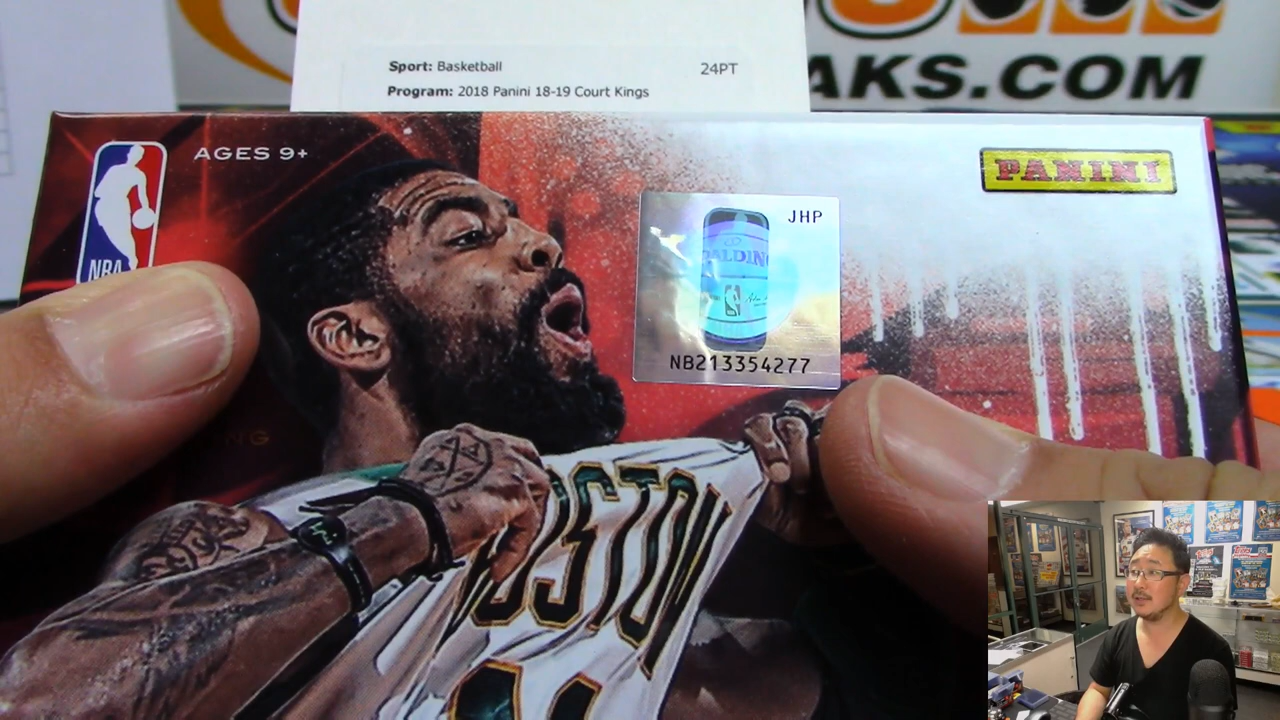 Sport: Basketball
24PT
Program: 2018 Panini 18-19 Court Kings
AKS.COM
NBA
AGES 9+
PANINI
JHP
SPALDING
NB213354277
BOSTON